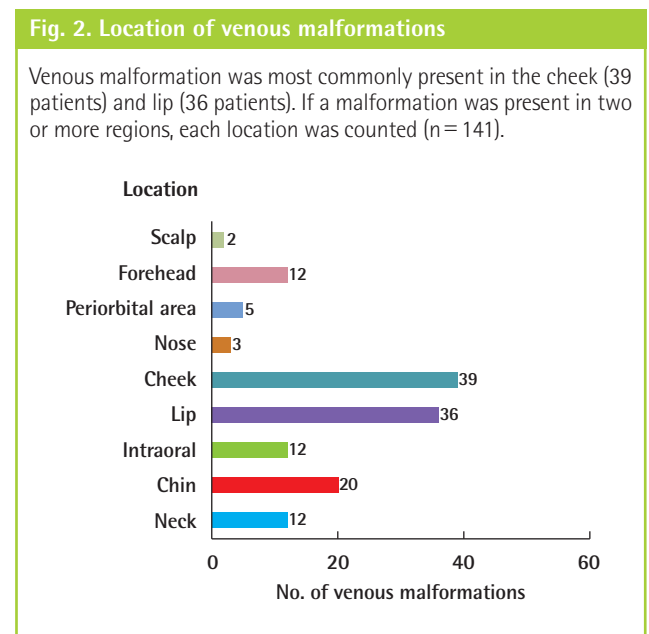 Fig. 2. Location of venous malformations
Venous malformation was most commonly present in the cheek (39
patients) and lip (36 patients). If a malformation was present in two
or more regions, each location was counted (n=141).
Location
Scalp 2
Forehead 12
Periorbital area 5
Nose 3
Cheek 39
Lip 36
Intraoral 12
Chin 20
Neck 12
0 20 40 60
No. of venous malformations